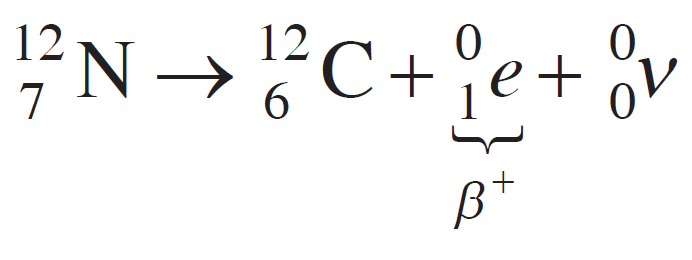 ¹²₇N → ¹²₆C + ⁰₁e + ⁰₀ν
β⁺